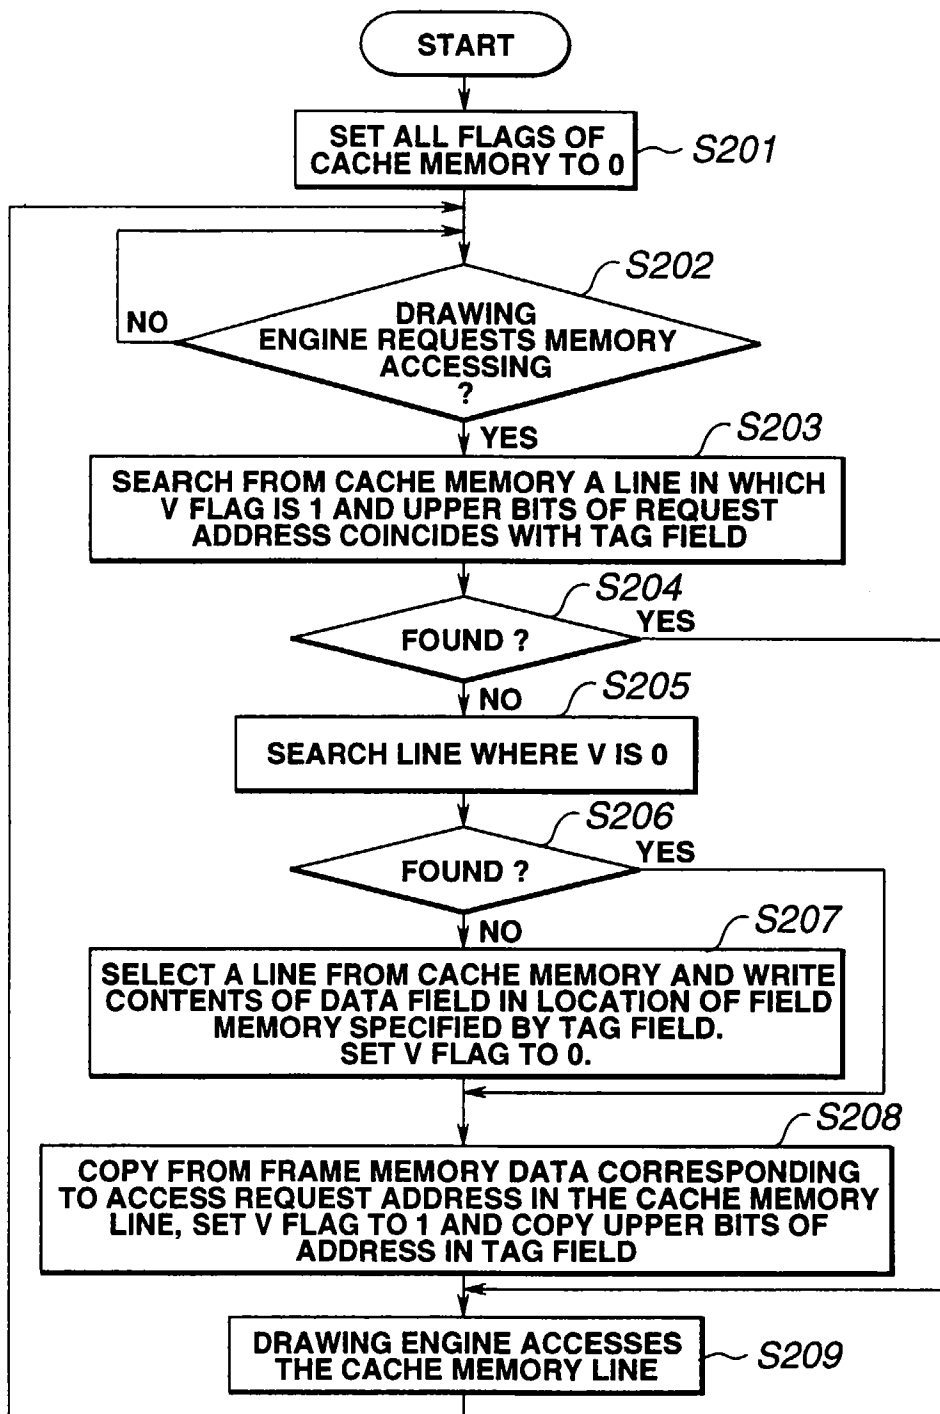 START
SET ALL FLAGS OF
CACHE MEMORY TO 0
S201
S202
DRAWING
ENGINE REQUESTS MEMORY
ACCESSING
?
NO
YES
S203
SEARCH FROM CACHE MEMORY A LINE IN WHICH
V FLAG IS 1 AND UPPER BITS OF REQUEST
ADDRESS COINCIDES WITH TAG FIELD
S204
FOUND ?
YES
NO
S205
SEARCH LINE WHERE V IS 0
S206
FOUND ?
YES
NO
S207
SELECT A LINE FROM CACHE MEMORY AND WRITE
CONTENTS OF DATA FIELD IN LOCATION OF FIELD
MEMORY SPECIFIED BY TAG FIELD.
SET V FLAG TO 0.
S208
COPY FROM FRAME MEMORY DATA CORRESPONDING
TO ACCESS REQUEST ADDRESS IN THE CACHE MEMORY
LINE, SET V FLAG TO 1 AND COPY UPPER BITS OF
ADDRESS IN TAG FIELD
DRAWING ENGINE ACCESSES
THE CACHE MEMORY LINE
S209